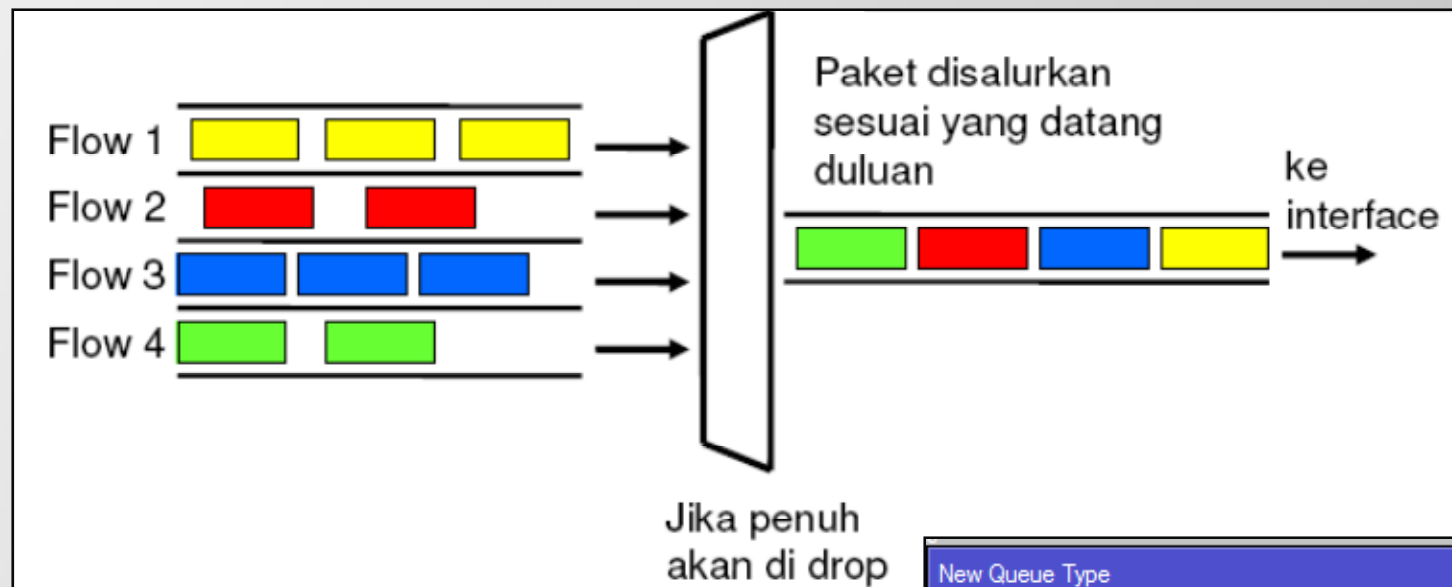 Flow 1
Flow 2
Flow 3
Flow 4
Paket disalurkan
sesuai yang datang
duluan
ke
interface
Jika penuh
akan di drop
New Queue Type